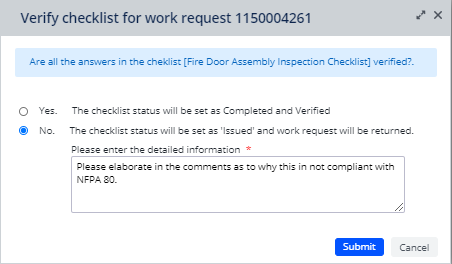 Verify checklist for work request 1150004261
Are all the answers in the cheklist [Fire Door Assembly Inspection Checklist] verified?.
Yes. The checklist status will be set as Completed and Verified
No. The checklist status will be set as 'Issued' and work request will be returned.
Please enter the detailed information *
Please elaborate in the comments as to why this in not compliant with
NFPA 80.
Submit Cancel